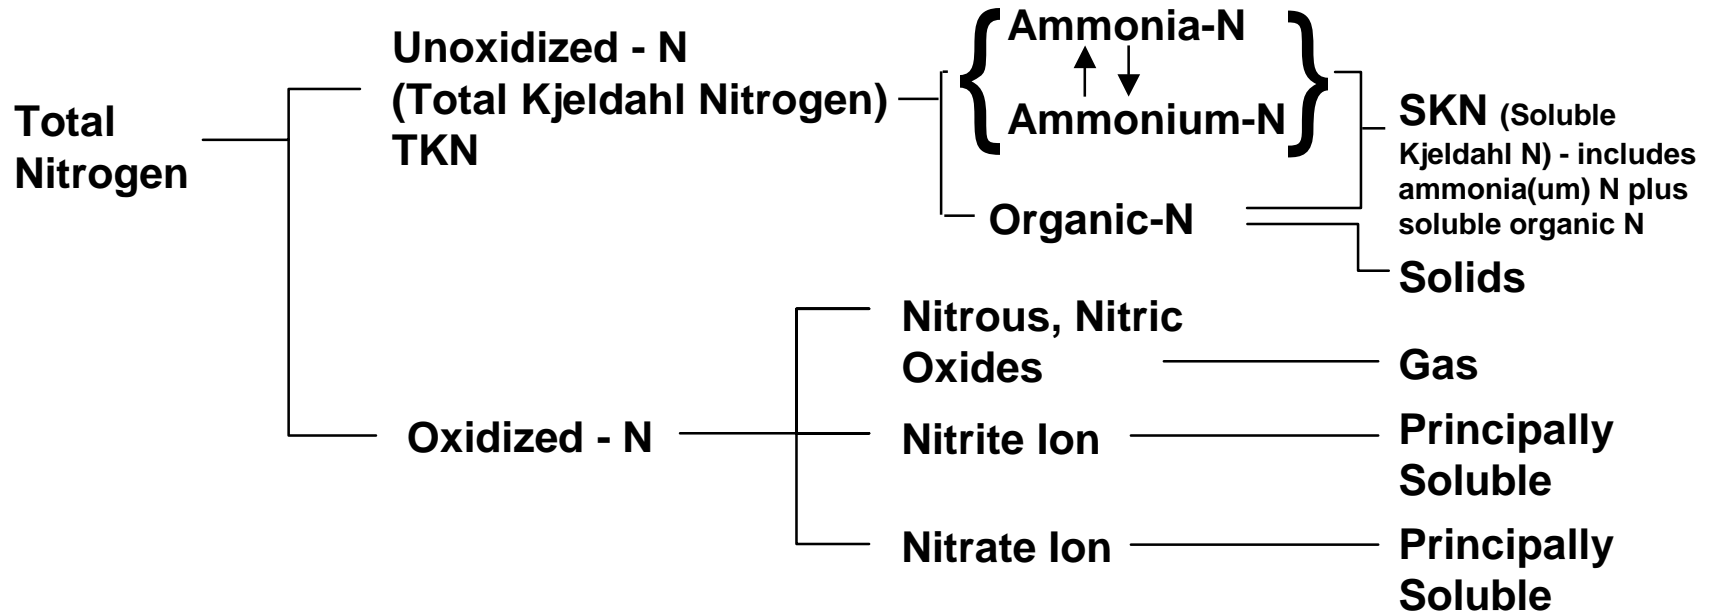 Total
Nitrogen
Unoxidized - N
(Total Kjeldahl Nitrogen)
TKN
Ammonia-N
Ammonium-N
Organic-N
SKN (Soluble
Kjeldahl N) - includes
ammonia(um) N plus
soluble organic N
Solids
Oxidized - N
Nitrous, Nitric
Oxides
Gas
Nitrite Ion
Principally
Soluble
Nitrate Ion
Principally
Soluble